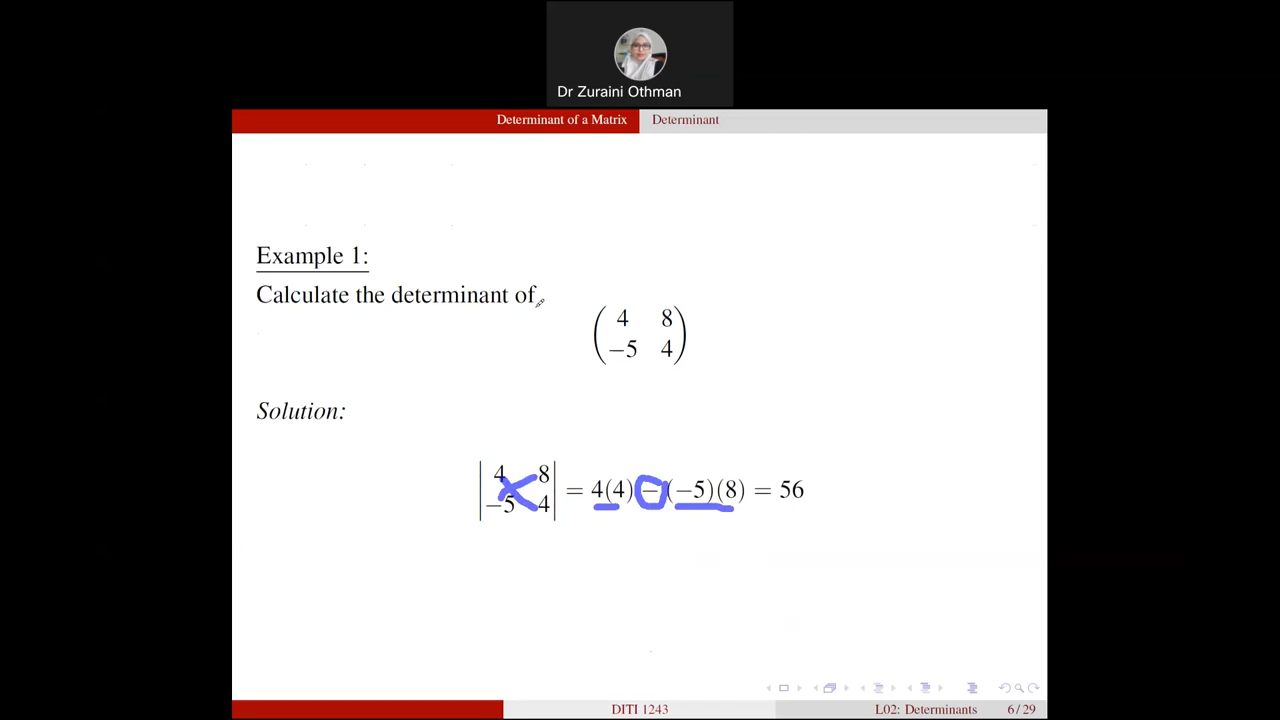 Dr Zuraini Othman
Determinant of a Matrix Determinant
Example 1:
Calculate the determinant of
4 8
−5 4
Solution:
4 8
−5 4
= 4(4) − (−5)(8) = 56
DITI 1243 L02: Determinants 6 / 29